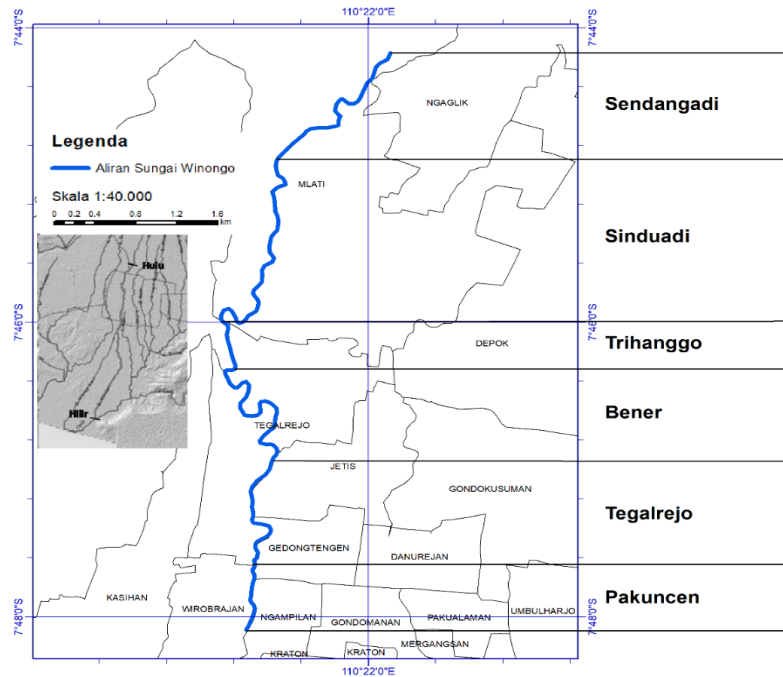 110°22'0"E
7°44'0"S
7°44'0"S
NGAGLIK
Sendangadi
Legenda
Aliran Sungai Winongo
MLATI
Skala 1:40.000
0 0.2 0.4 0.8 1.2 1.6
km
Hulu
Sinduadi
7°46'0"S
7°46'0"S
DEPOK
Trihanggo
Hilir
TEGALREJO
Bener
JETIS
GONDOKUSUMAN
Tegalrejo
GEDONGTENGEN
DANUREJAN
KASIHAN
WIROBRAJAN
NGAMPILAN
GONDOMANAN
PAKUALAMAN
UMBULHARJO
Pakuncen
7°48'0"S
7°48'0"S
KRATON
KRATON
MERGANGSAN
110°22'0"E